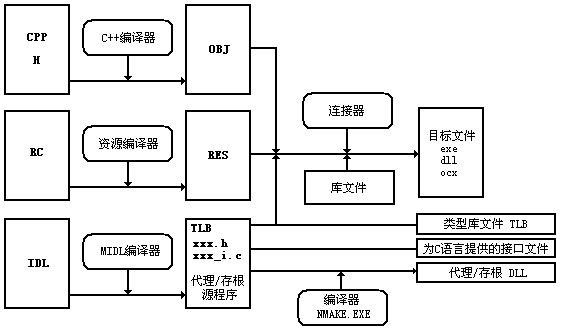 CPP
H
C++编译器
OBJ
RC
资源编译器
RES
连接器
库文件
目标文件
exe
dll
ocx
IDL
MIDL编译器
TLB
xxx.h
xxx_i.c
代理/存根
源程序
类型库文件 TLB
为C语言提供的接口文件
代理/存根 DLL
编译器
NMAKE.EXE